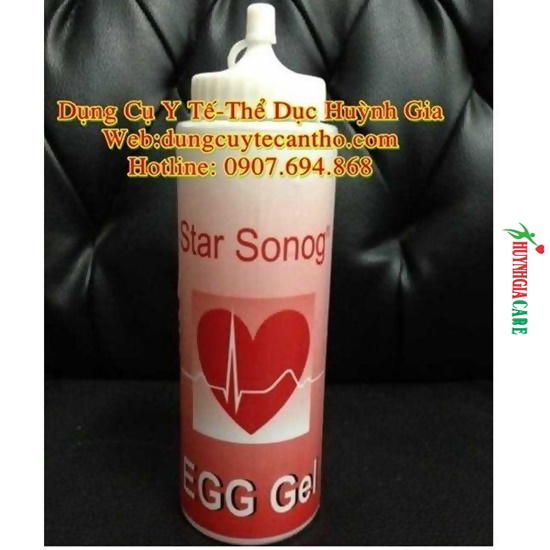 Dụng Cụ Y Tế-Thể Dục Huỳnh Gia
Web:dungcuytecantho.com
Hotline: 0907.694.868
Star Sonog®
EGG Gel
HUYNHGIA CARE